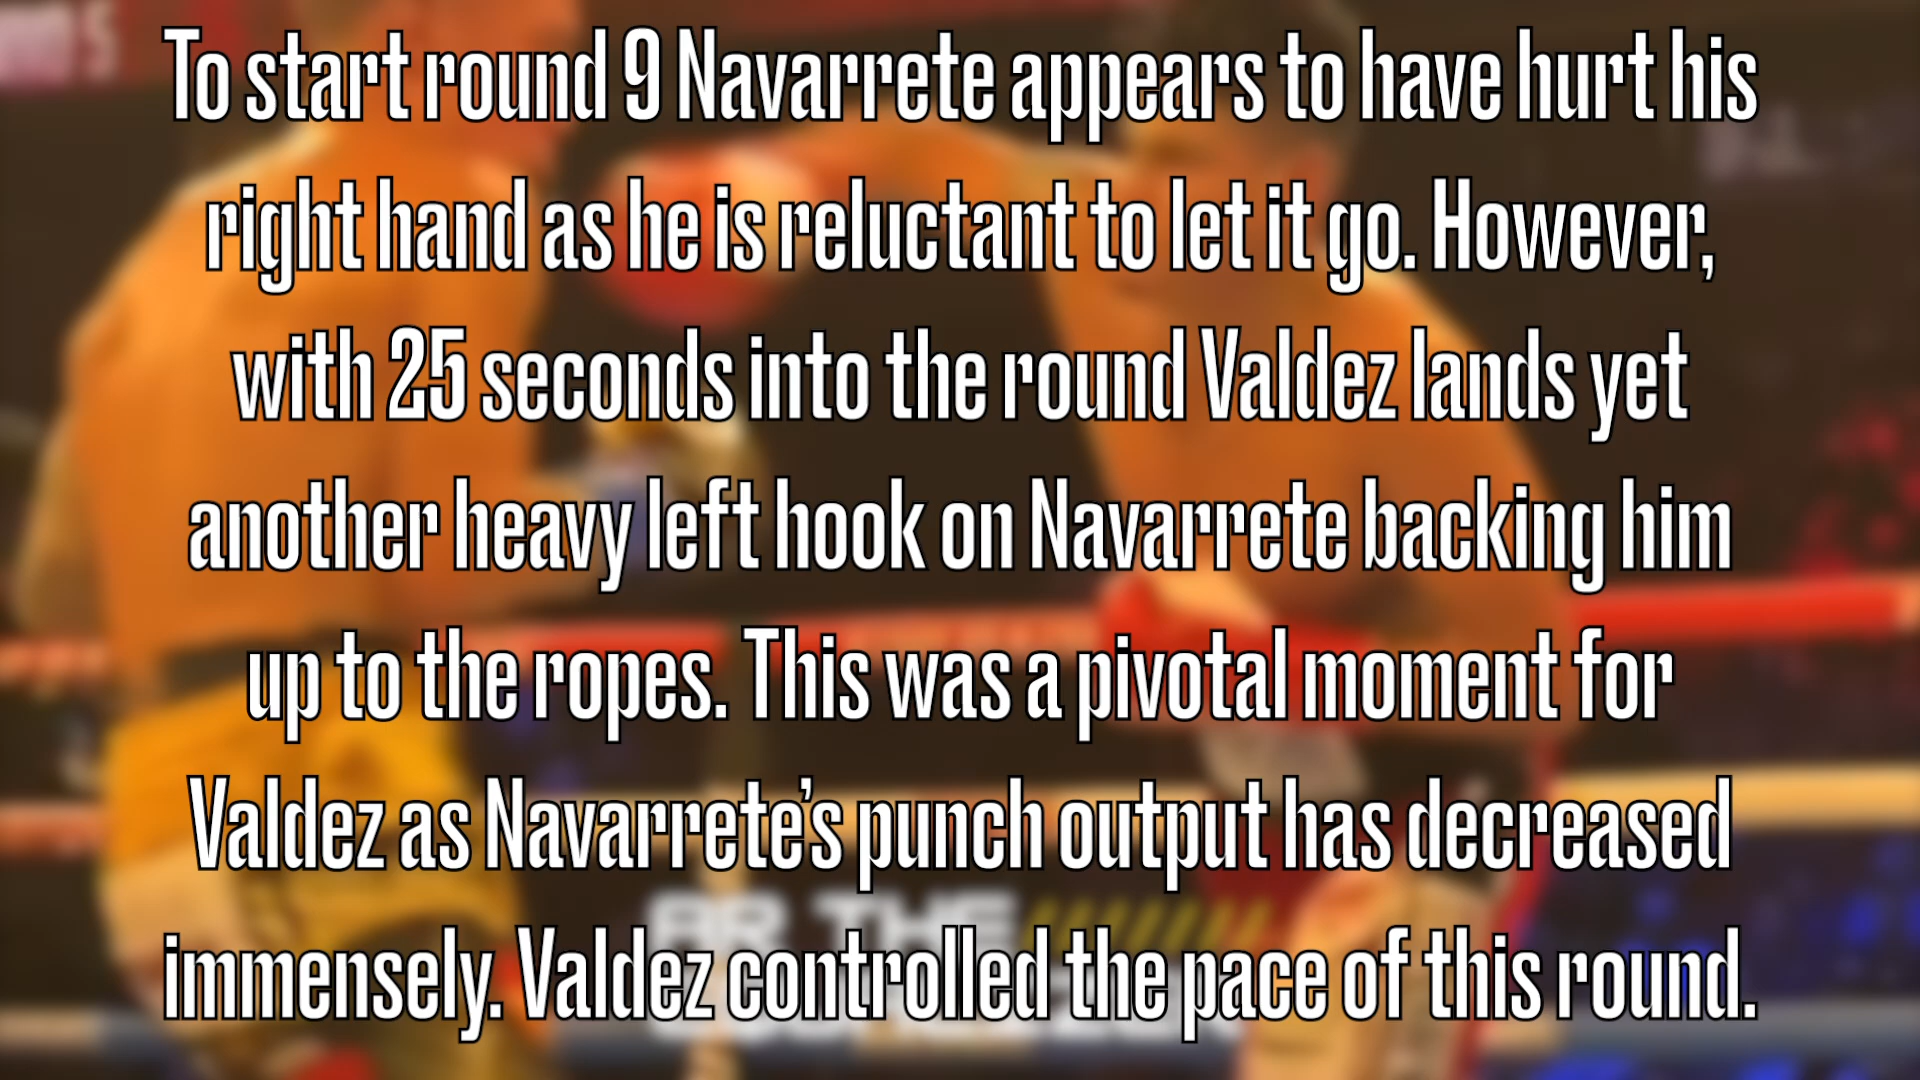 To start round 9 Navarrete appears to have hurt his
right hand as he is reluctant to let it go. However,
with 25 seconds into the round Valdez lands yet
another heavy left hook on Navarrete backing him
up to the ropes. This was a pivotal moment for
Valdez as Navarrete’s punch output has decreased
immensely. Valdez controlled the pace of this round.